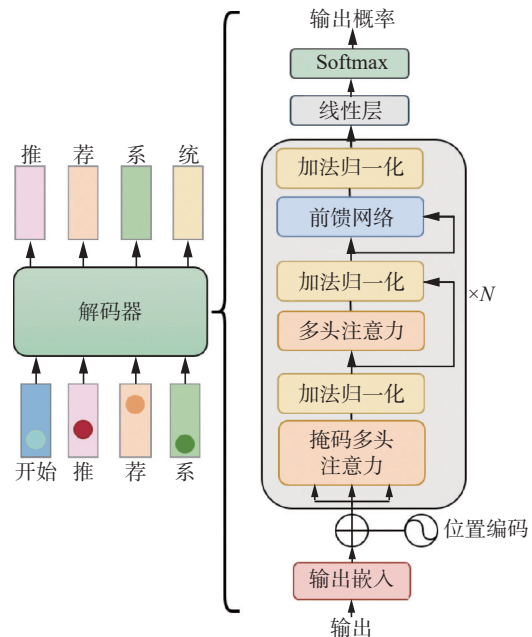 输出概率
Softmax
线性层
推 荐 系 统
加法归一化
前馈网络
加法归一化
×N
解码器
多头注意力
加法归一化
掩码多头
注意力
开始 推 荐 系
位置编码
输出嵌入
输出